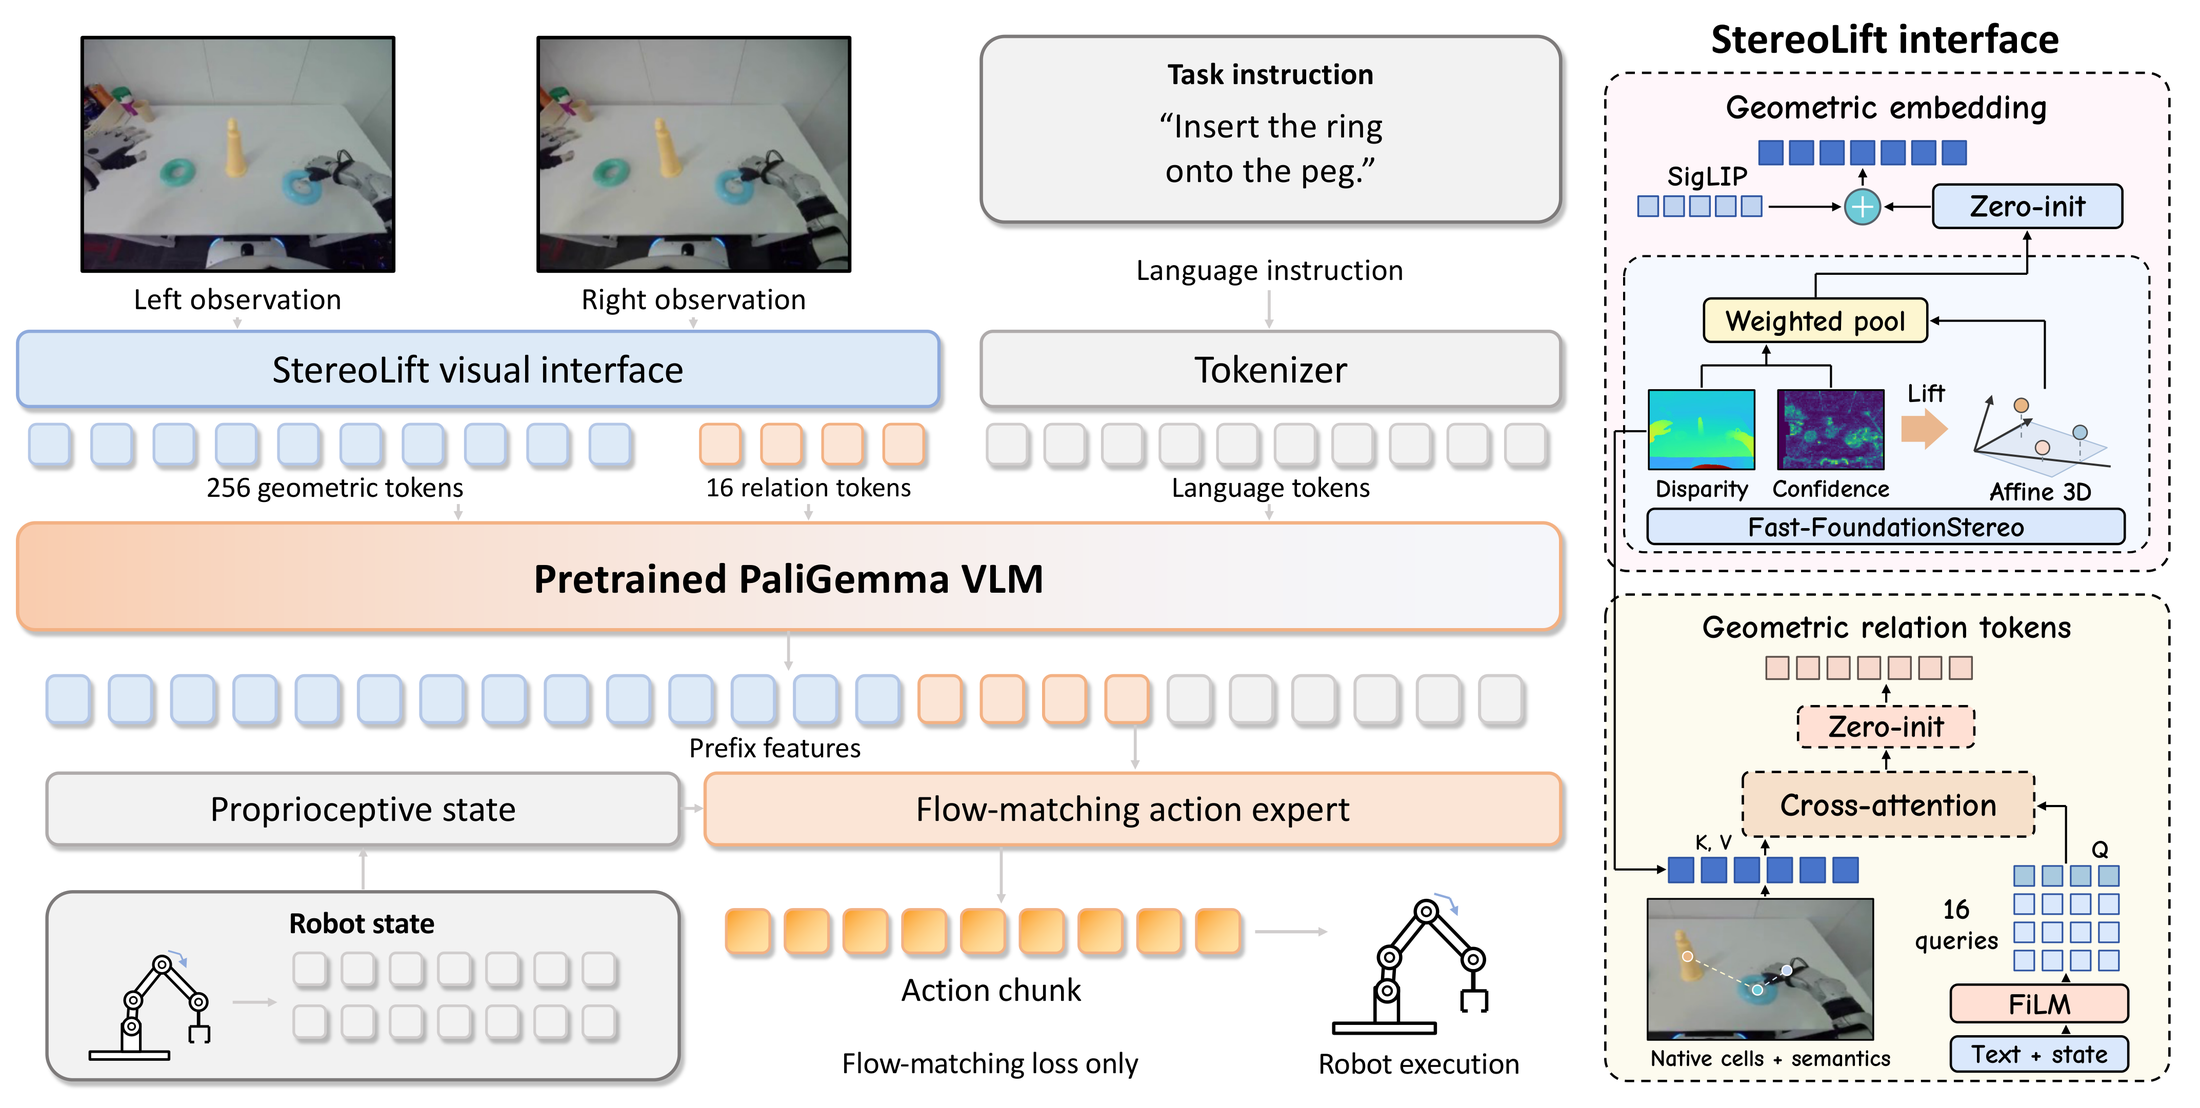 Left observation
Right observation
Task instruction
“Insert the ring
onto the peg.”
Language instruction
StereoLift visual interface
Tokenizer
256 geometric tokens
16 relation tokens
Language tokens
Pretrained PaliGemma VLM
Prefix features
Proprioceptive state
Flow-matching action expert
Robot state
Action chunk
Flow-matching loss only
Robot execution
StereoLift interface
Geometric embedding
SigLIP
Zero-init
Weighted pool
Lift
Disparity
Confidence
Affine 3D
Fast-FoundationStereo
Geometric relation tokens
Zero-init
Cross-attention
K, V
Q
16
queries
FiLM
Native cells + semantics
Text + state